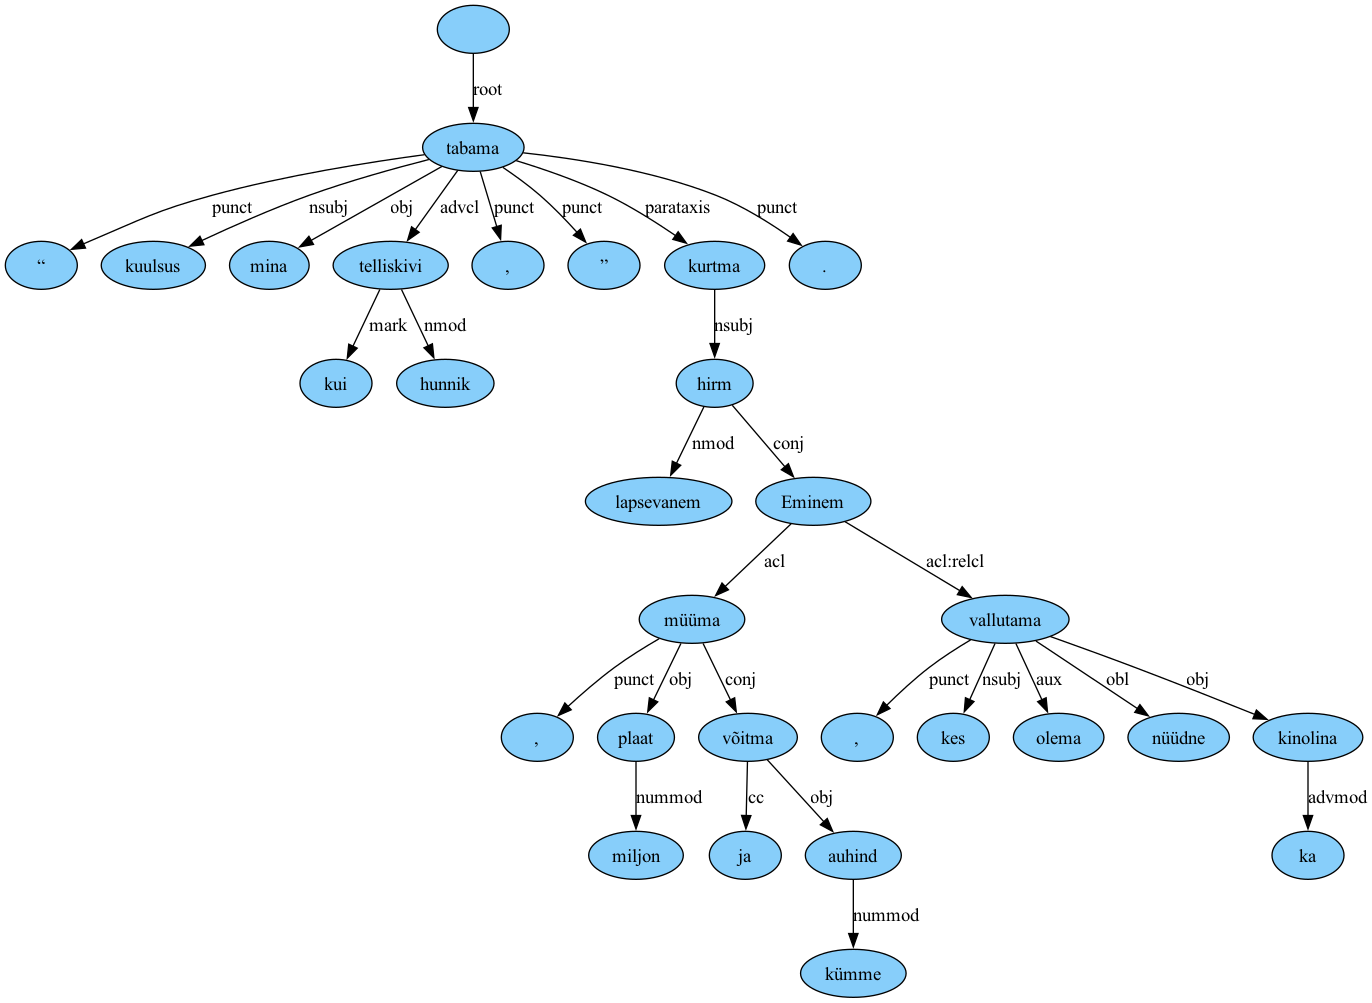 root
tabama
punct nsubj obj advcl punct punct parataxis punct
“ kuulsus mina telliskivi , ” kurtma .
mark nmod nsubj
kui hunnik hirm
nmod conj
lapsevanem Eminem
acl acl:relcl
müüma vallutama
punct obj conj punct nsubj aux obl obj
, plaat võitma , kes olema nüüdne kinolina
nummod cc obj advmod
miljon ja auhind ka
nummod
kümme